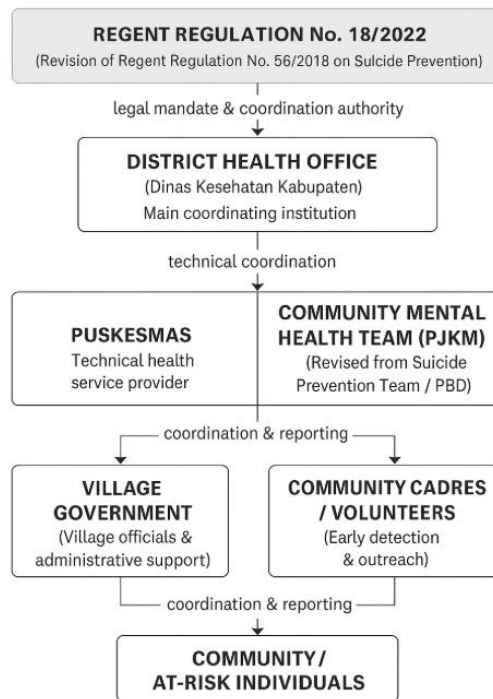 REGENT REGULATION No. 18/2022
(Revision of Regent Regulation No. 56/2018 on Sulcide Prevention)
legal mandate & coordination authority
DISTRICT HEALTH OFFICE
(Dinas Kesehatan Kabupaten)
Main coordinating institution
technical coordination
PUSKESMAS
Technical health
service provider
COMMUNITY MENTAL
HEALTH TEAM (PJKM)
(Revised from Suicide
Prevention Team / PBD)
coordination & reporting
VILLAGE
GOVERNMENT
(Village officials &
administrative support)
COMMUNITY CADRES
/ VOLUNTEERS
(Early detection
& outreach)
coordination & reporting
COMMUNITY /
AT-RISK INDIVIDUALS